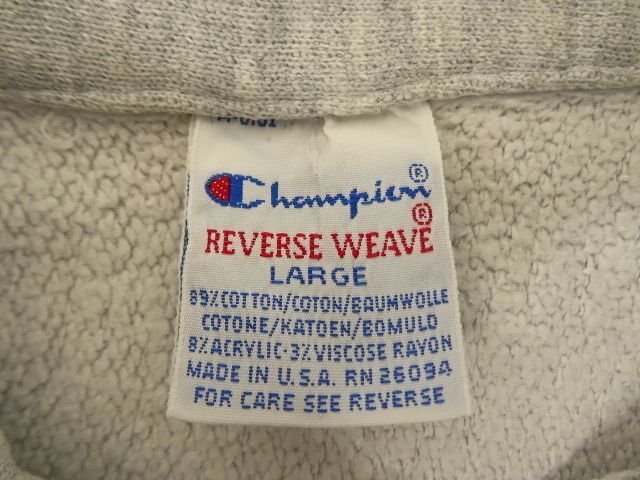 Champion®
REVERSE WEAVE®
LARGE
89% COTTON/COTON/BAUMWOLLE
COTONE/KATOEN/BOMULD
8% ACRYLIC-3% VISCOSE RAYON
MADE IN U.S.A. RN 26094
FOR CARE SEE REVERSE